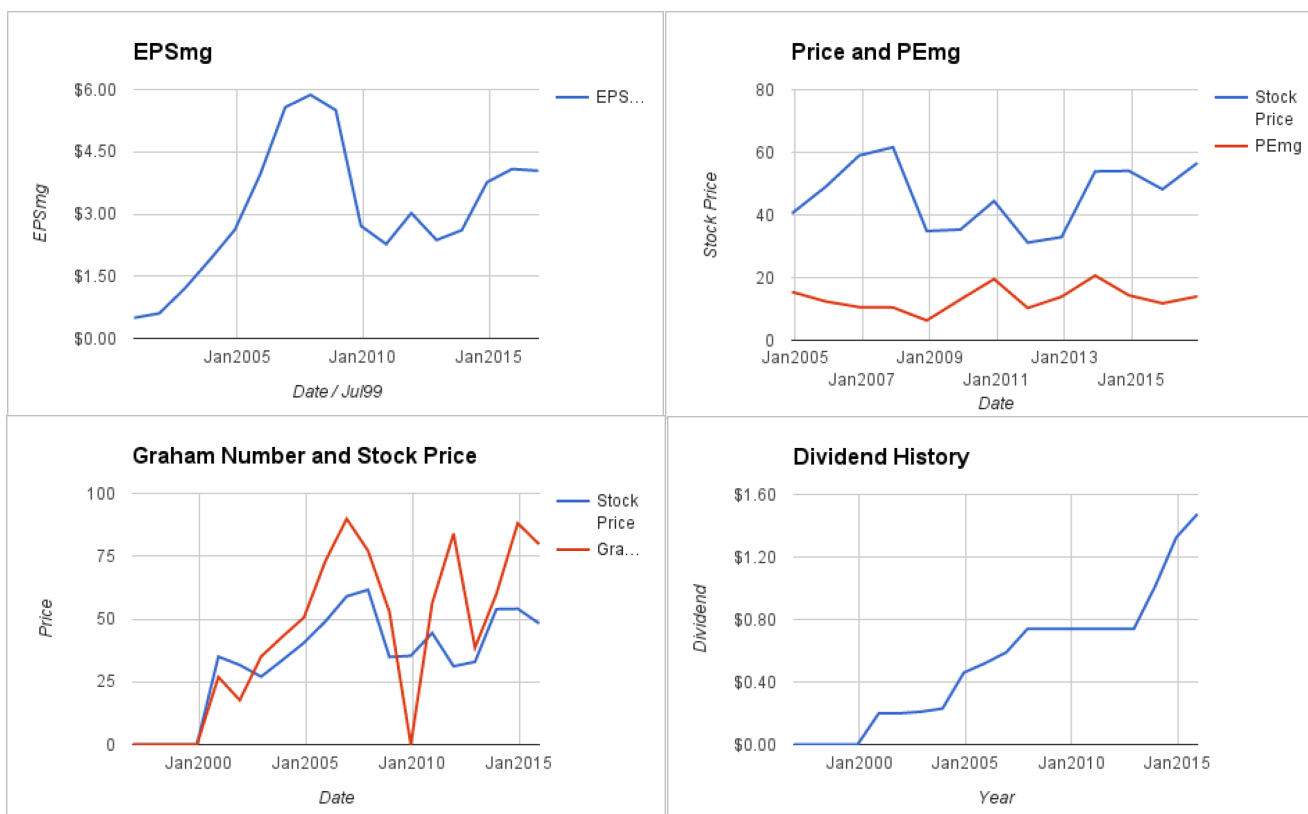 EPSmg
$6.00
$4.50
$3.00
$1.50
$0.00
EPSmg
Jan2005 Jan2010 Jan2015
Date / Jul99
EPS…
Price and PEmg
80
60
40
20
0
Stock Price
Jan2005 Jan2009 Jan2013
Jan2007 Jan2011 Jan2015
Date
Stock
Price
PEmg
Graham Number and Stock Price
100
75
50
25
0
Price
Jan2000 Jan2005 Jan2010 Jan2015
Date
Stock
Price
Gra…
Dividend History
$1.60
$1.20
$0.80
$0.40
$0.00
Dividend
Jan2000 Jan2005 Jan2010 Jan2015
Year